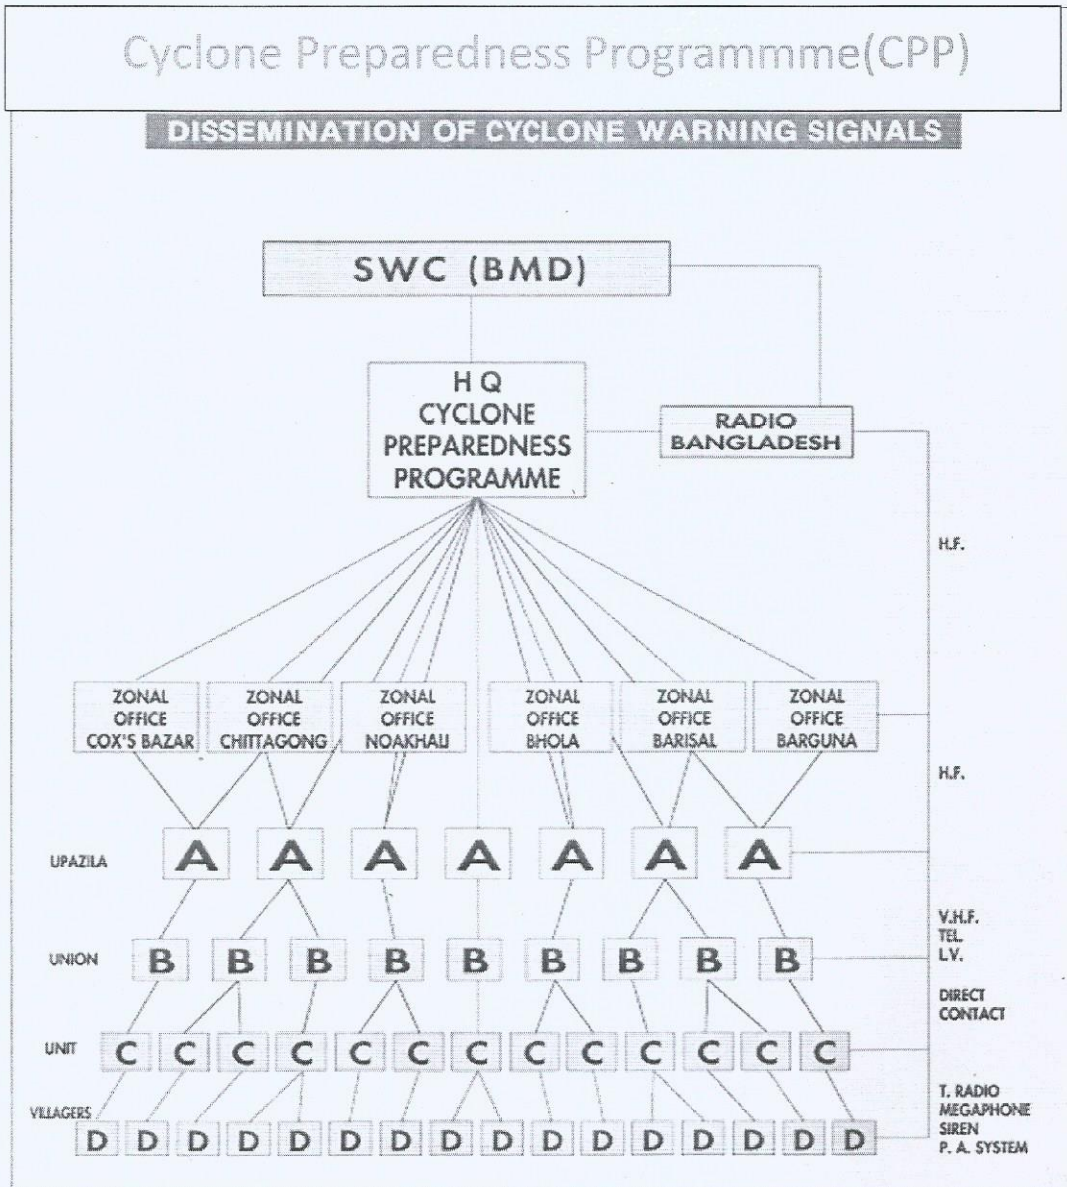 Cyclone Preparedness Programmme(CPP)
DISSEMINATION OF CYCLONE WARNING SIGNALS
SWC (BMD)
H Q
CYCLONE
PREPAREDNESS
PROGRAMME
RADIO
BANGLADESH
H.F.
ZONAL
OFFICE
COX'S BAZAR
ZONAL
OFFICE
CHITTAGONG
ZONAL
OFFICE
NOAKHALI
ZONAL
OFFICE
BHOLA
ZONAL
OFFICE
BARISAL
ZONAL
OFFICE
BARGUNA
H.F.
UPAZILA A A A A A A A
V.H.F.
TEL.
L.V.
UNION B B B B B B B B B
DIRECT
CONTACT
UNIT C C C C C C C C C C C C C
T. RADIO
MEGAPHONE
SIREN
P. A. SYSTEM
VILLAGERS
D D D D D D D D D D D D D D D D